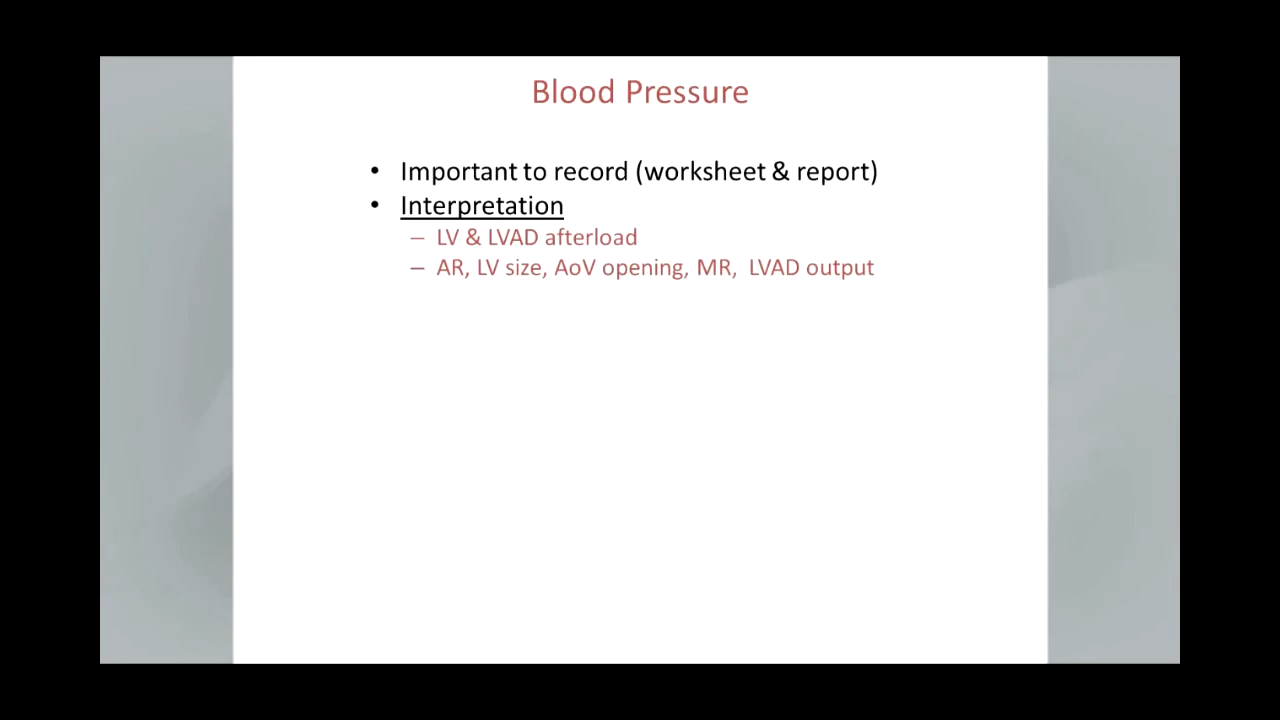 Blood Pressure
• Important to record (worksheet & report)
• Interpretation
– LV & LVAD afterload
– AR, LV size, AoV opening, MR, LVAD output